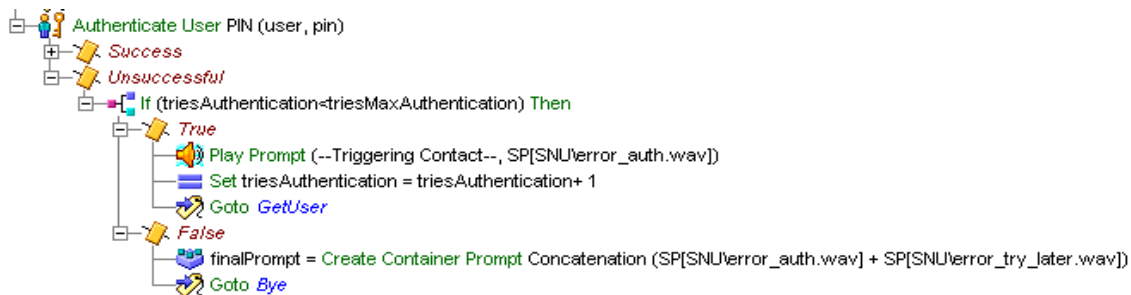 Authenticate User PIN (user, pin)
Success
Unsuccessful
If (triesAuthentication<triesMaxAuthentication) Then
True
Play Prompt (--Triggering Contact--, SP[SNU\error_auth.wav])
Set triesAuthentication = triesAuthentication+ 1
Goto GetUser
False
finalPrompt = Create Container Prompt Concatenation (SP[SNU\error_auth.wav] + SP[SNU\error_try_later.wav])
Goto Bye